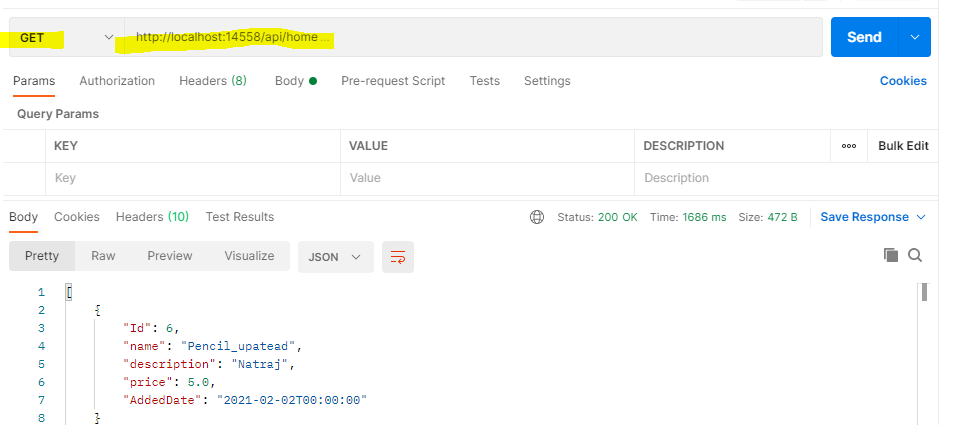 GET http://localhost:14558/api/home... Send
Params Authorization Headers (8) Body Pre-request Script Tests Settings Cookies
Query Params
KEY VALUE DESCRIPTION ooo Bulk Edit
Key Value Description
Body Cookies Headers (10) Test Results Status: 200 OK Time: 1686 ms Size: 472 B Save Response
Pretty Raw Preview Visualize JSON
1 [
2 {
3 "Id": 6,
4 "name": "Pencil_upatead",
5 "description": "Natraj",
6 "price": 5.0,
7 "AddedDate": "2021-02-02T00:00:00"
8 }